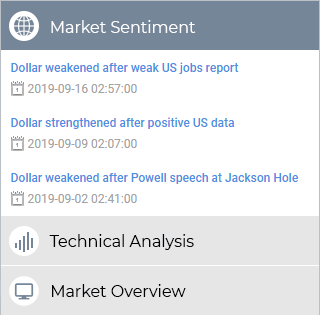 Market Sentiment
Dollar weakened after weak US jobs report
2019-09-16 02:57:00
Dollar strengthened after positive US data
2019-09-09 02:07:00
Dollar weakened after Powell speech at Jackson Hole
2019-09-02 02:41:00
Technical Analysis
Market Overview